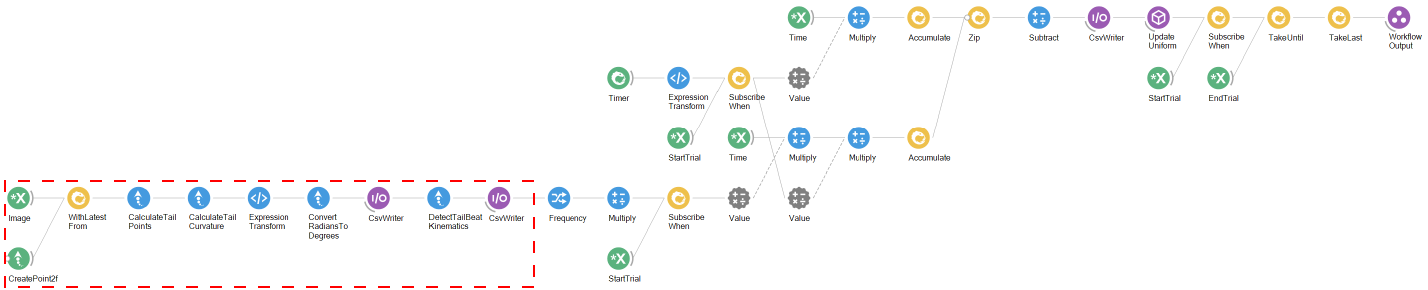 Time
Multiply
Accumulate
Zip
Subtract
CsvWriter
Update
Uniform
Subscribe
When
TakeUntil
TakeLast
Workflow
Output
Timer
Expression
Transform
Subscribe
When
Value
StartTrial
EndTrial
StartTrial
Time
Multiply
Multiply
Accumulate
Image
WithLatest
From
CalculateTail
Points
CalculateTail
Curvature
Expression
Transform
Convert
RadiansTo
Degrees
CsvWriter
DetectTailBeat
Kinematics
CsvWriter
Frequency
Multiply
Subscribe
When
Value
Value
CreatePoint2f
StartTrial